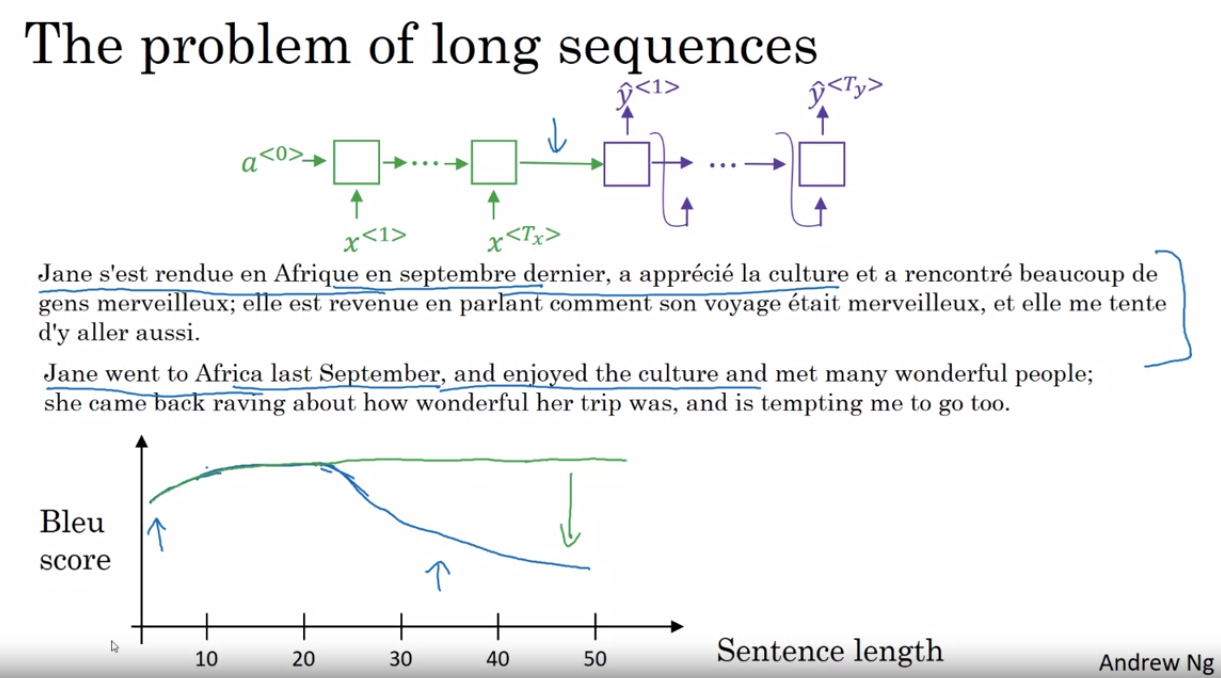 The problem of long sequences
ŷ<1> ŷ<Ty>
a<0>
x<1> x<Tx>
Jane s'est rendue en Afrique en septembre dernier, a apprécié la culture et a rencontré beaucoup de
gens merveilleux; elle est revenue en parlant comment son voyage était merveilleux, et elle me tente
d'y aller aussi.
Jane went to Africa last September, and enjoyed the culture and met many wonderful people;
she came back raving about how wonderful her trip was, and is tempting me to go too.
Bleu
score
10 20 30 40 50
Sentence length
Andrew Ng